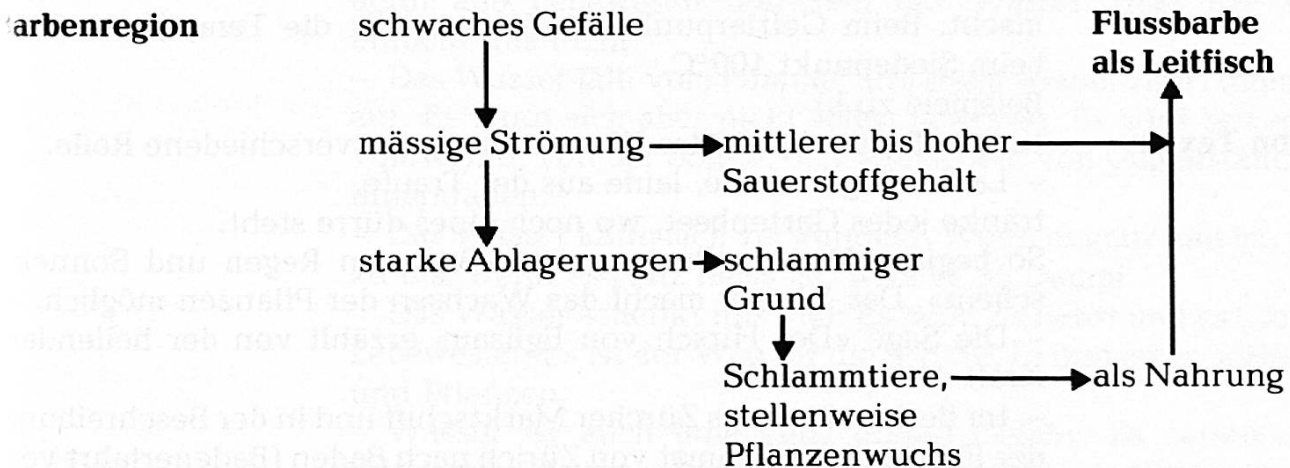 arbenregion
schwaches Gefälle
Flussbarbe
als Leitfisch
mässige Strömung
mittlerer bis hoher
Sauerstoffgehalt
starke Ablagerungen
schlammiger
Grund
Schlammtiere,
stellenweise
Pflanzenwuchs
als Nahrung